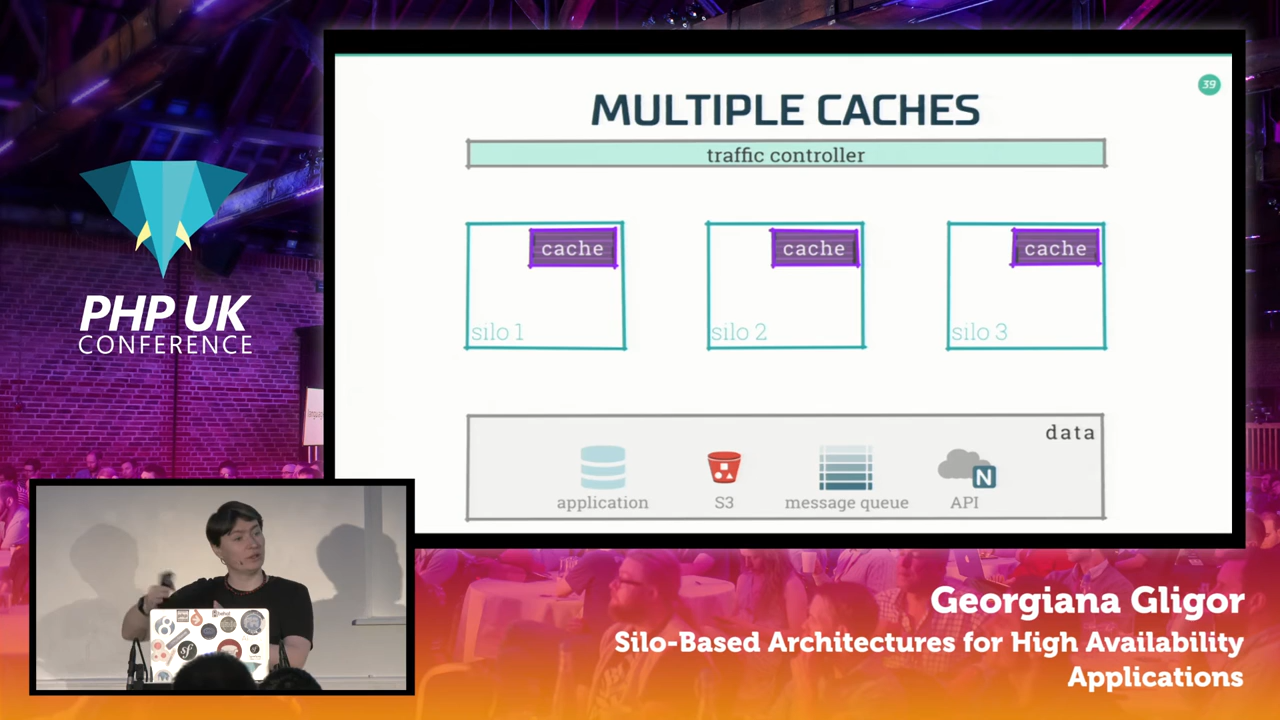 39
MULTIPLE CACHES
traffic controller
cache
cache
cache
silo 1
silo 2
silo 3
data
N
application
S3
message queue
API
PHP UK
CONFERENCE
sf
Georgiana Gligor
Silo-Based Architectures for High Availability
Applications